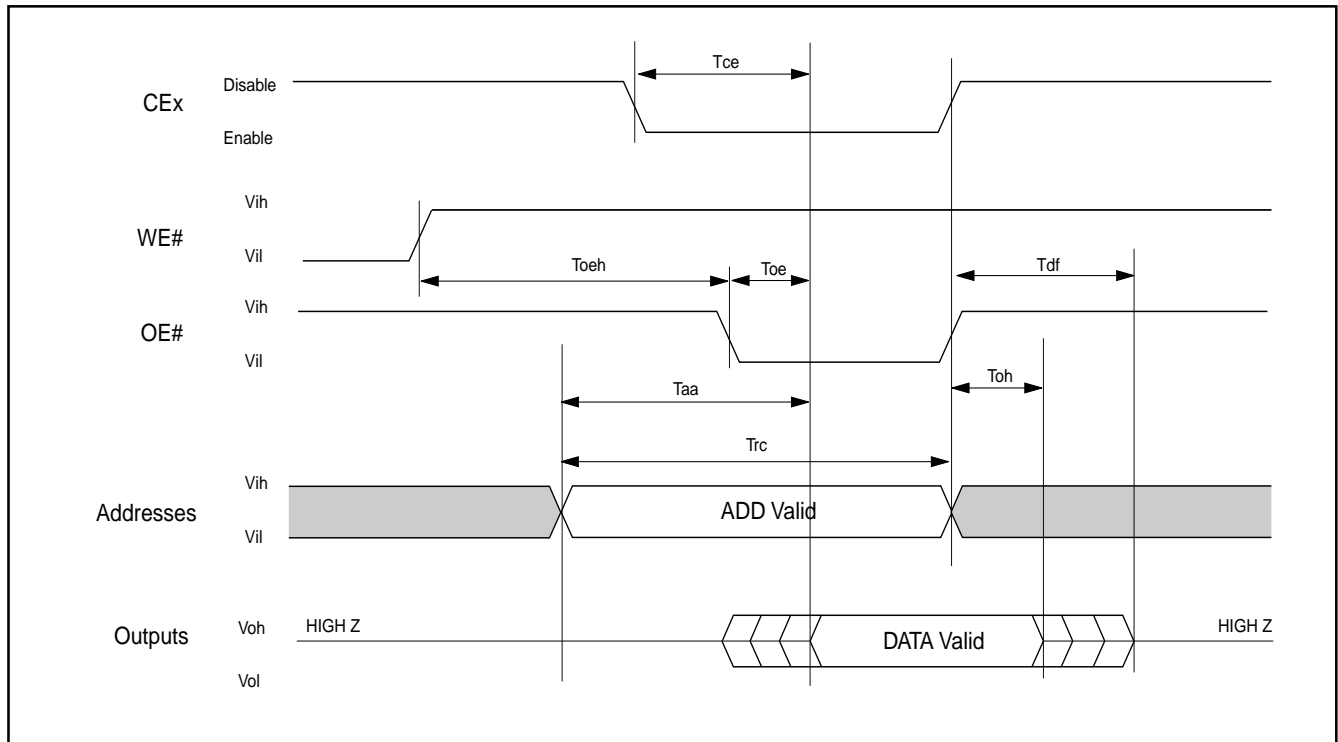 Tce
Disable
CEx
Enable
Vih
WE#
Vil
Toeh
Toe
Tdf
Vih
OE#
Vil
Toh
Taa
Trc
Vih
Addresses
ADD Valid
Vil
Voh
HIGH Z
HIGH Z
Outputs
DATA Valid
Vol